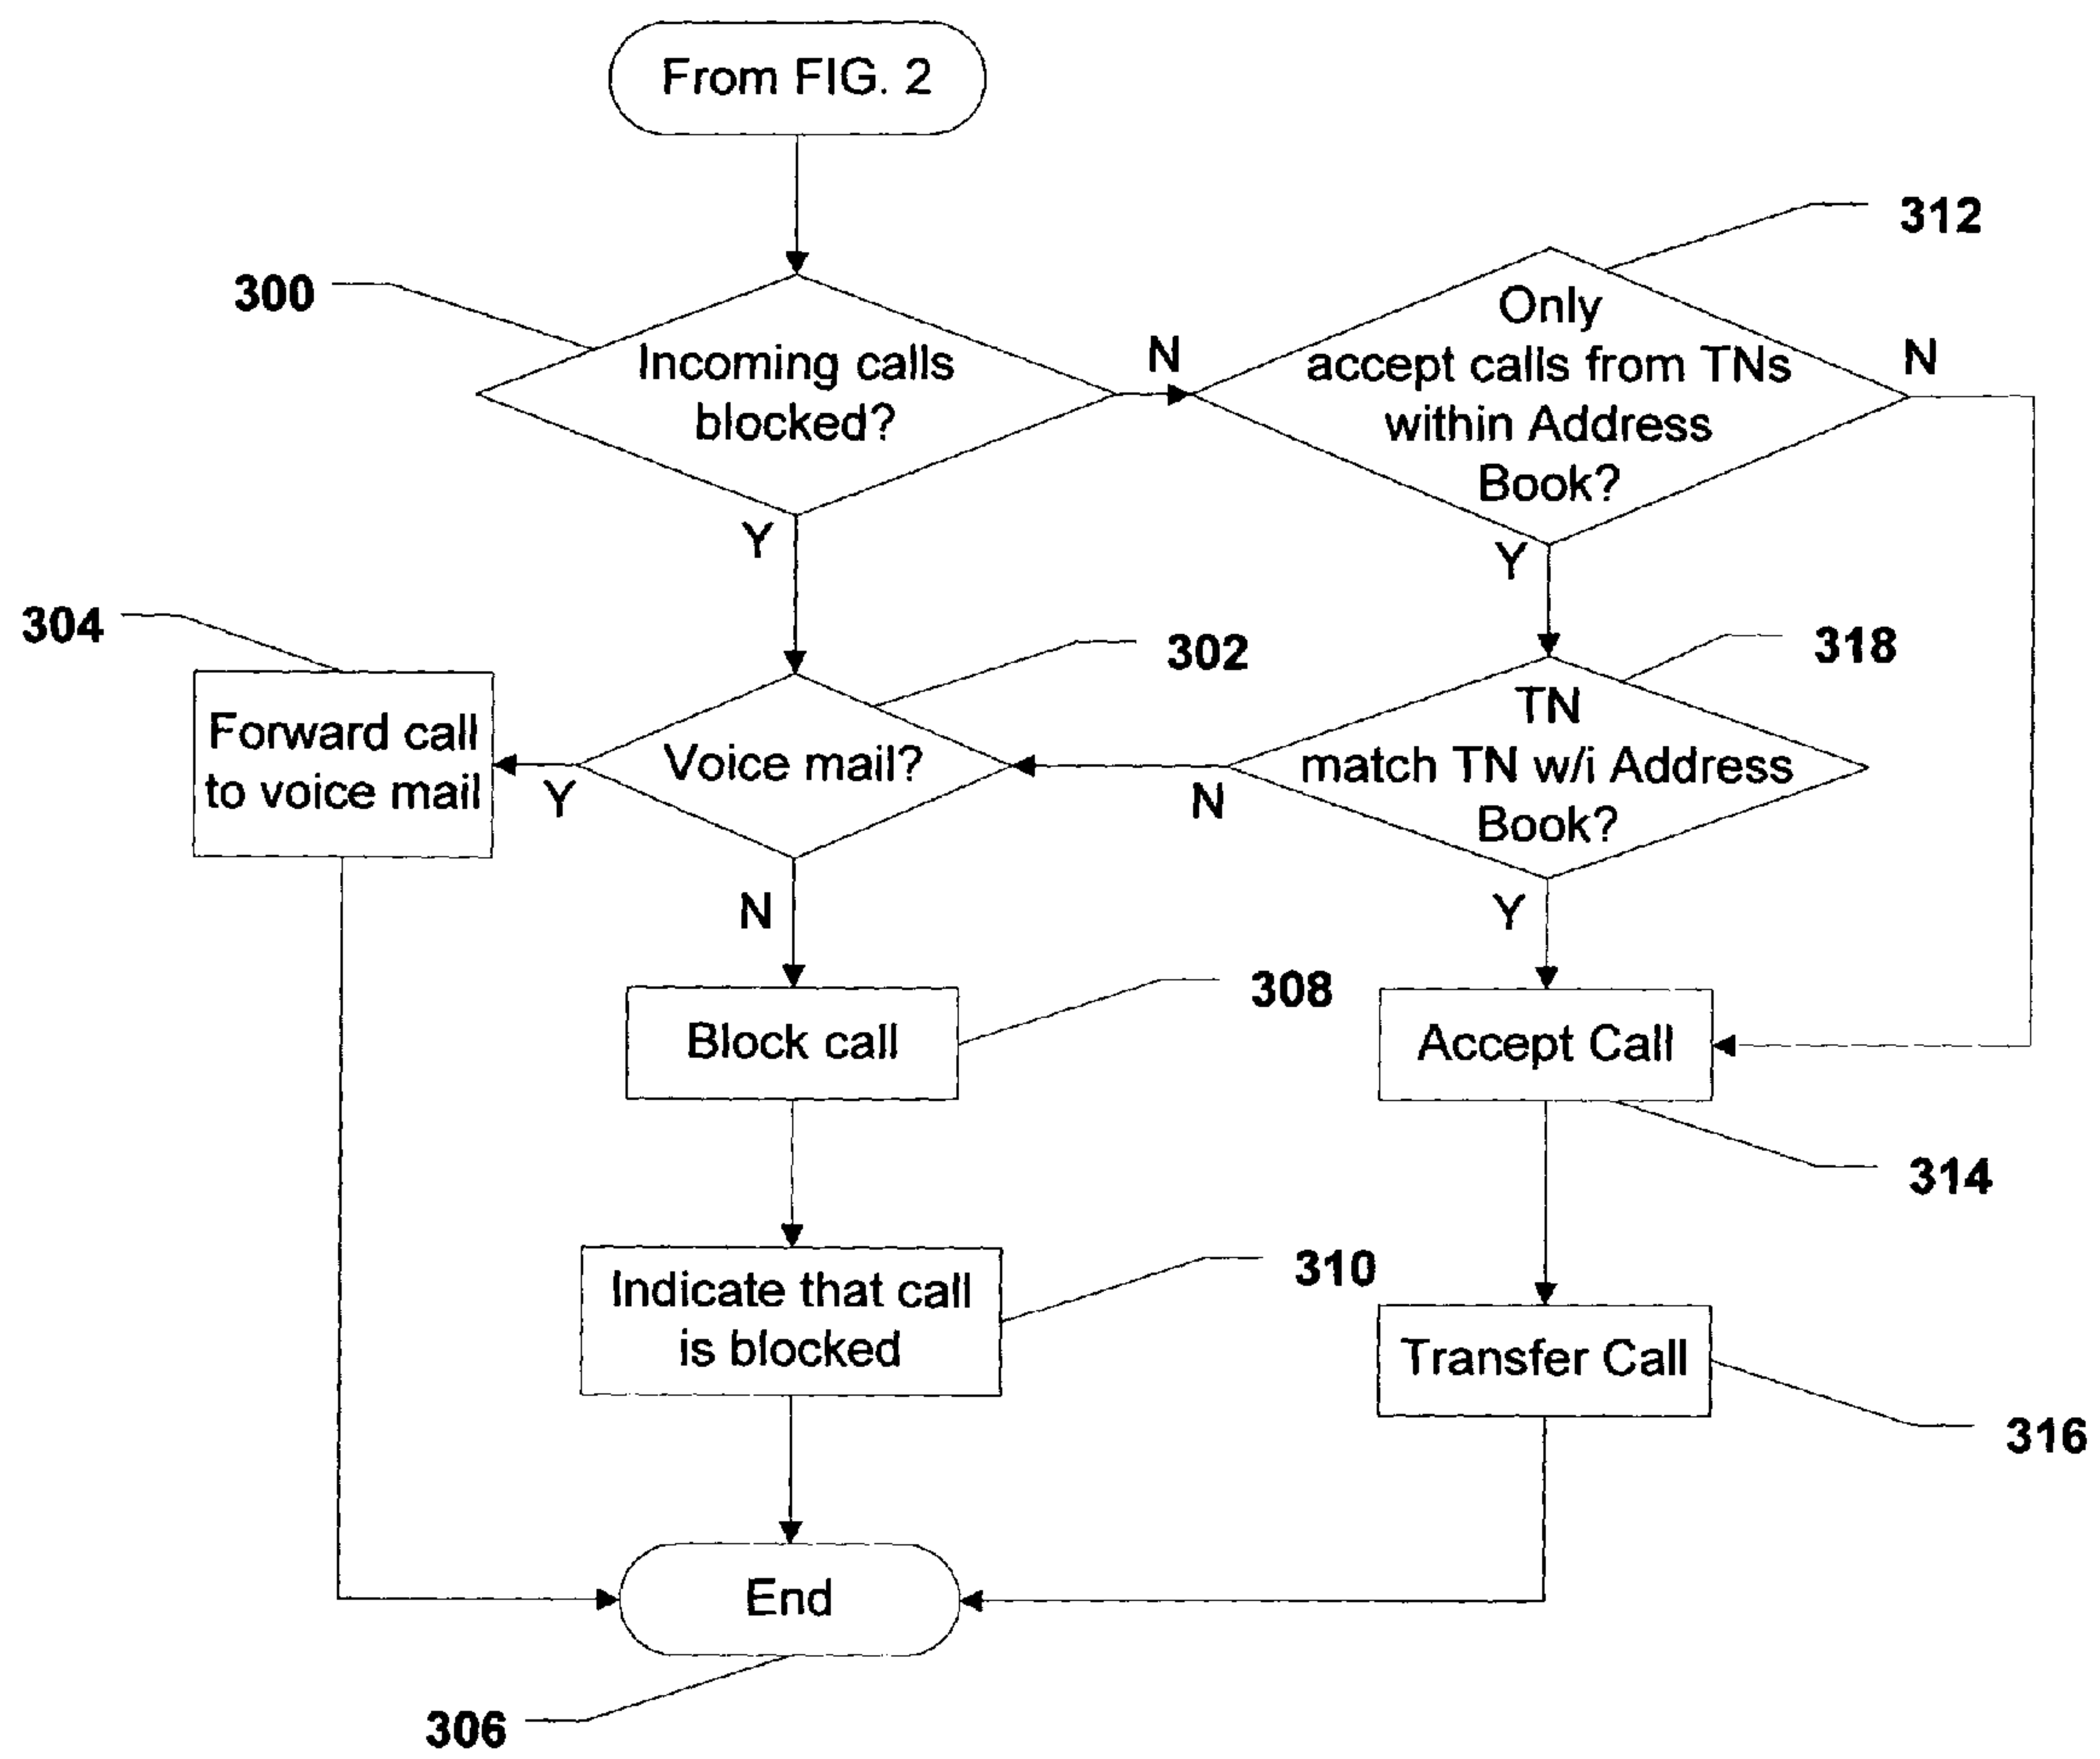 From FIG. 2
312
300
Only
accept calls from TNs
within Address
Book?
Incoming calls
blocked?
N
N
Y
Y
304
302
318
Forward call
to voice mail
Voice mail?
TN
match TN w/i Address
Book?
Y
N
N
Y
308
Block call
Accept Call
314
310
Indicate that call
is blocked
Transfer Call
316
End
306